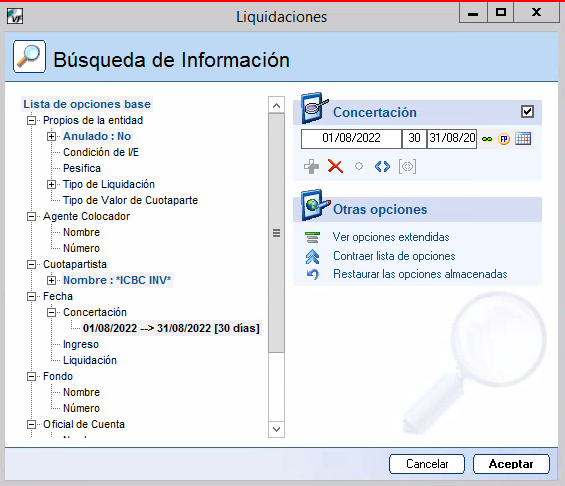 VF
Liquidaciones
Búsqueda de Información
Lista de opciones base
Propios de la entidad
Anulado : No
Condición de I/E
Pesifica
Tipo de Liquidación
Tipo de Valor de Cuotaparte
Agente Colocador
Nombre
Número
Cuotapartista
Nombre : *ICBC INV*
Fecha
Concertación
01/08/2022 --> 31/08/2022 [30 días]
Ingreso
Liquidación
Fondo
Nombre
Número
Oficial de Cuenta
Concertación
01/08/2022 30 31/08/20
Otras opciones
Ver opciones extendidas
Contraer lista de opciones
Restaurar las opciones almacenadas
Cancelar Aceptar